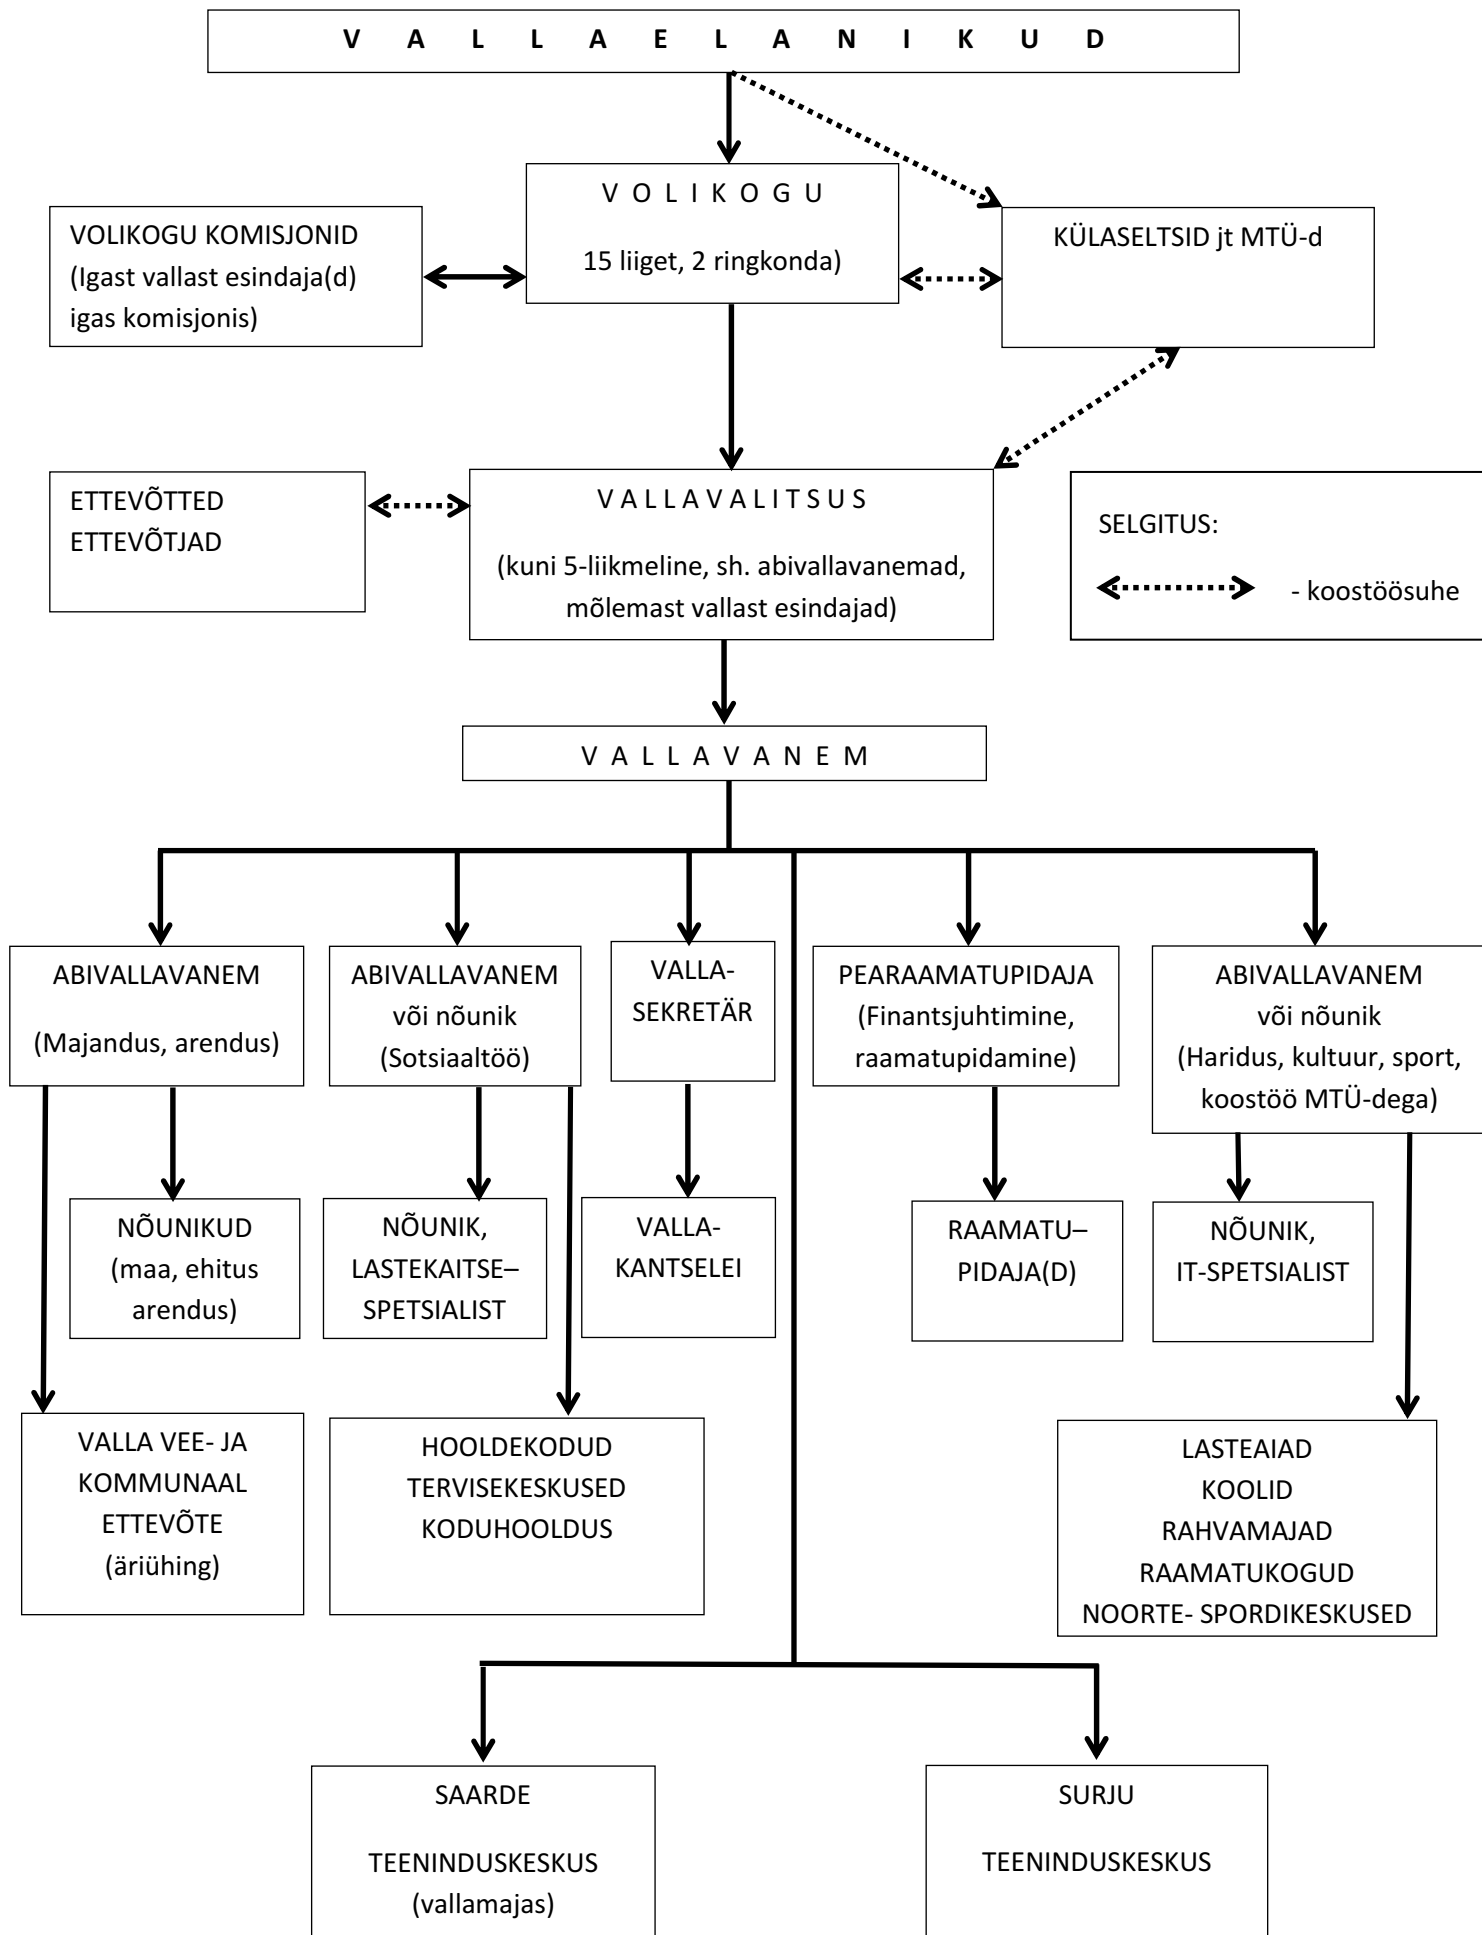 V A L L A E L A N I K U D
V O L I K O G U
15 liiget, 2 ringkonda)
VOLIKOGU KOMISJONID
(Igast vallast esindaja(d)
igas komisjonis)
KÜLASELTSID jt MTÜ-d
ETTEVÕTTED
ETTEVÕTJAD
V A L L A V A L I T S U S
(kuni 5-liikmeline, sh. abivallavanemad,
mõlemast vallast esindajad)
SELGITUS:
- koostöösuhe
V A L L A V A N E M
ABIVALLAVANEM
(Majandus, arendus)
ABIVALLAVANEM
või nõunik
(Sotsiaaltöö)
VALLA-
SEKRETÄR
PEARAAMATUPIDAJA
(Finantsjuhtimine,
raamatupidamine)
ABIVALLAVANEM
või nõunik
(Haridus, kultuur, sport,
koostöö MTÜ-dega)
NÕUNIKUD
(maa, ehitus
arendus)
NÕUNIK,
LASTEKAITSE–
SPETSIALIST
VALLA-
KANTSELEI
RAAMATU–
PIDAJA(D)
NÕUNIK,
IT-SPETSIALIST
VALLA VEE- JA
KOMMUNAAL
ETTEVÕTE
(äriühing)
HOOLDEKODUD
TERVISEKESKUSED
KODUHOOLDUS
LASTEAIAD
KOOLID
RAHVAMAJAD
RAAMATUKOGUD
NOORTE- SPORDIKESKUSED
SAARDE
TEENINDUSKESKUS
(vallamajas)
SURJU
TEENINDUSKESKUS